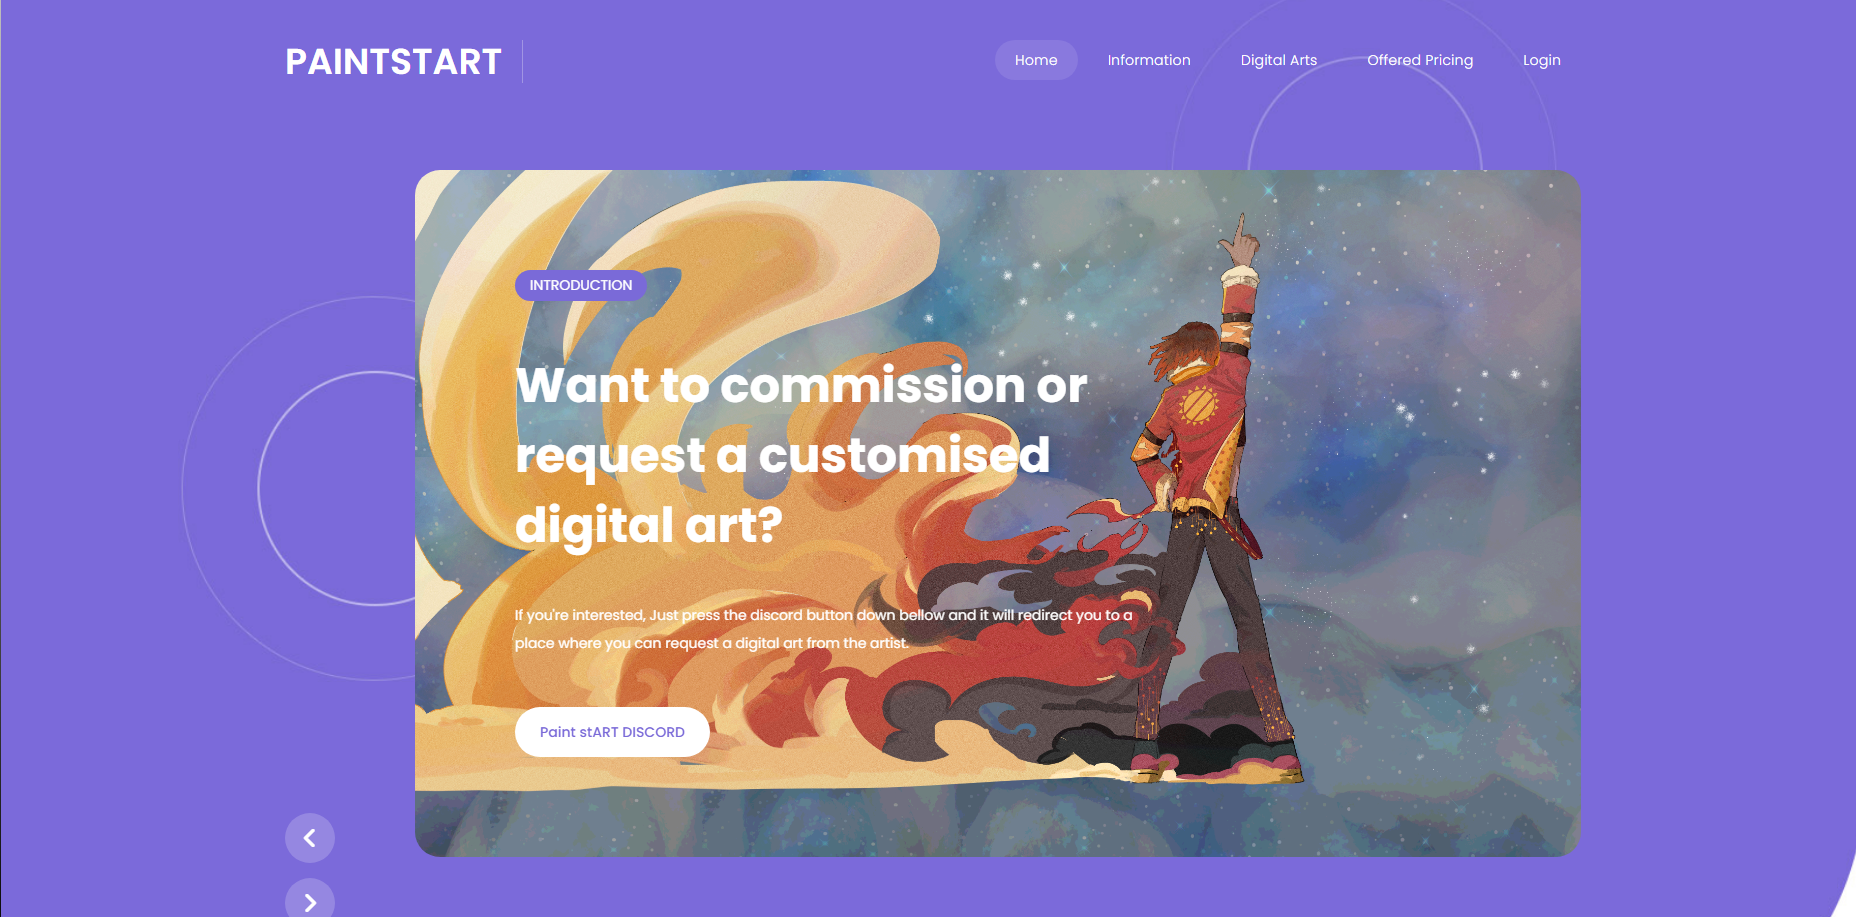 PAINTSTART
Home Information Digital Arts Offered Pricing Login
INTRODUCTION
Want to commission or
request a customised
digital art?
If you're interested, Just press the discord button down bellow and it will redirect you to a
place where you can request a digital art from the artist.
Paint stART DISCORD